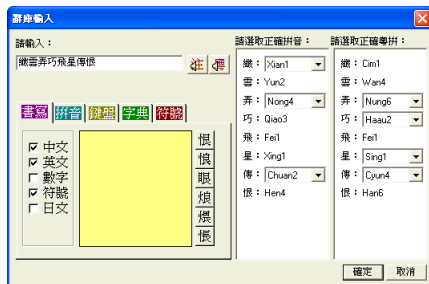 辭庫輸入
請輸入：
纖雲弄巧飛星傳恨
書寫 拼音 鍵盤 字典 符號
中文
英文
數字
符號
日文
恨
悢
眼
烺
煨
悵
請選取正確拼音：
纖：Xian1
雲：Yun2
弄：Nong4
巧：Qiao3
飛：Fei1
星：Xing1
傳：Chuan2
恨：Hen4
請選取正確粵拼：
纖：Cim1
雲：Wan4
弄：Nung6
巧：Haau2
飛：Fei1
星：Sing1
傳：Cyun4
恨：Han6
確定 取消